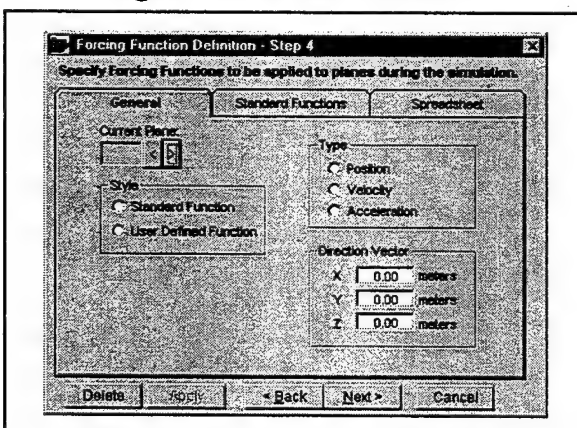 Forcing Function Definition - Step 4
Specify Forcing Functions to be applied to planes during the simulation.
General Standard Functions Spreadsheet
Current Plane:
< >
Style
Standard Function
User Defined Function
Type
Position
Velocity
Acceleration
Direction Vector
X 0.00 meters
Y 0.00 meters
Z 0.00 meters
Delete Apply < Back Next > Cancel